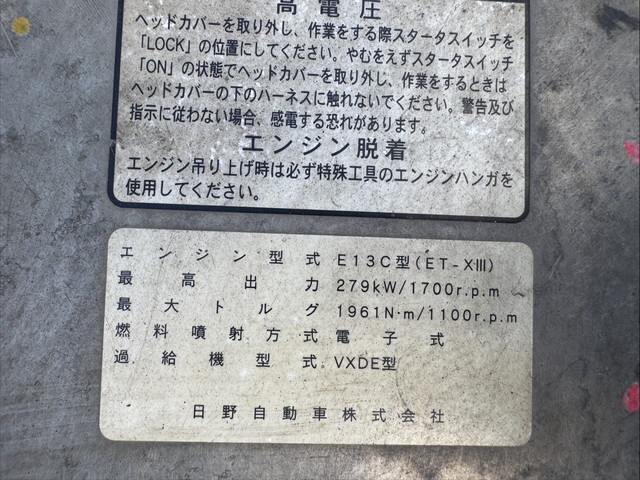 高電圧
ヘッドカバーを取り外し、作業をする際スタータスイッチを
「LOCK」の位置にしてください。やむをえずスタータスイッチ
「ON」の状態でヘッドカバーを取り外し、作業をするときは
ヘッドカバーの下のハーネスに触れないでください。警告及び
指示に従わない場合、感電する恐れがあります。
エンジン脱着
エンジン吊り上げ時は必ず特殊工具のエンジンハンガを
使用してください。
エンジン型式 E13C型(ET-XIII)
最高出力 279kW/1700r.p.m
最大トルグ 1961N·m/1100r.p.m
燃料噴射方式 電子式
過給機型式 VXDE型
日野自動車株式会社